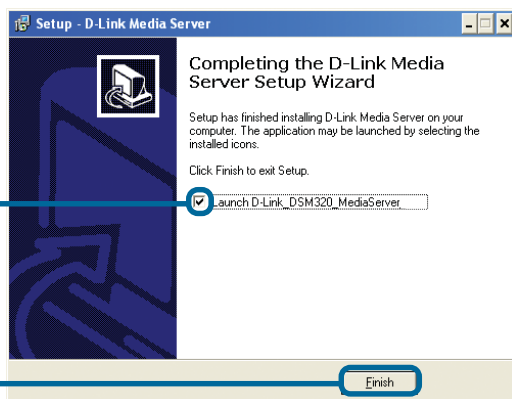 Setup - D-Link Media Server
Completing the D-Link Media
Server Setup Wizard
Setup has finished installing D-Link Media Server on your
computer. The application may be launched by selecting the
installed icons.
Click Finish to exit Setup.
Launch D-Link_DSM320_MediaServer
Finish